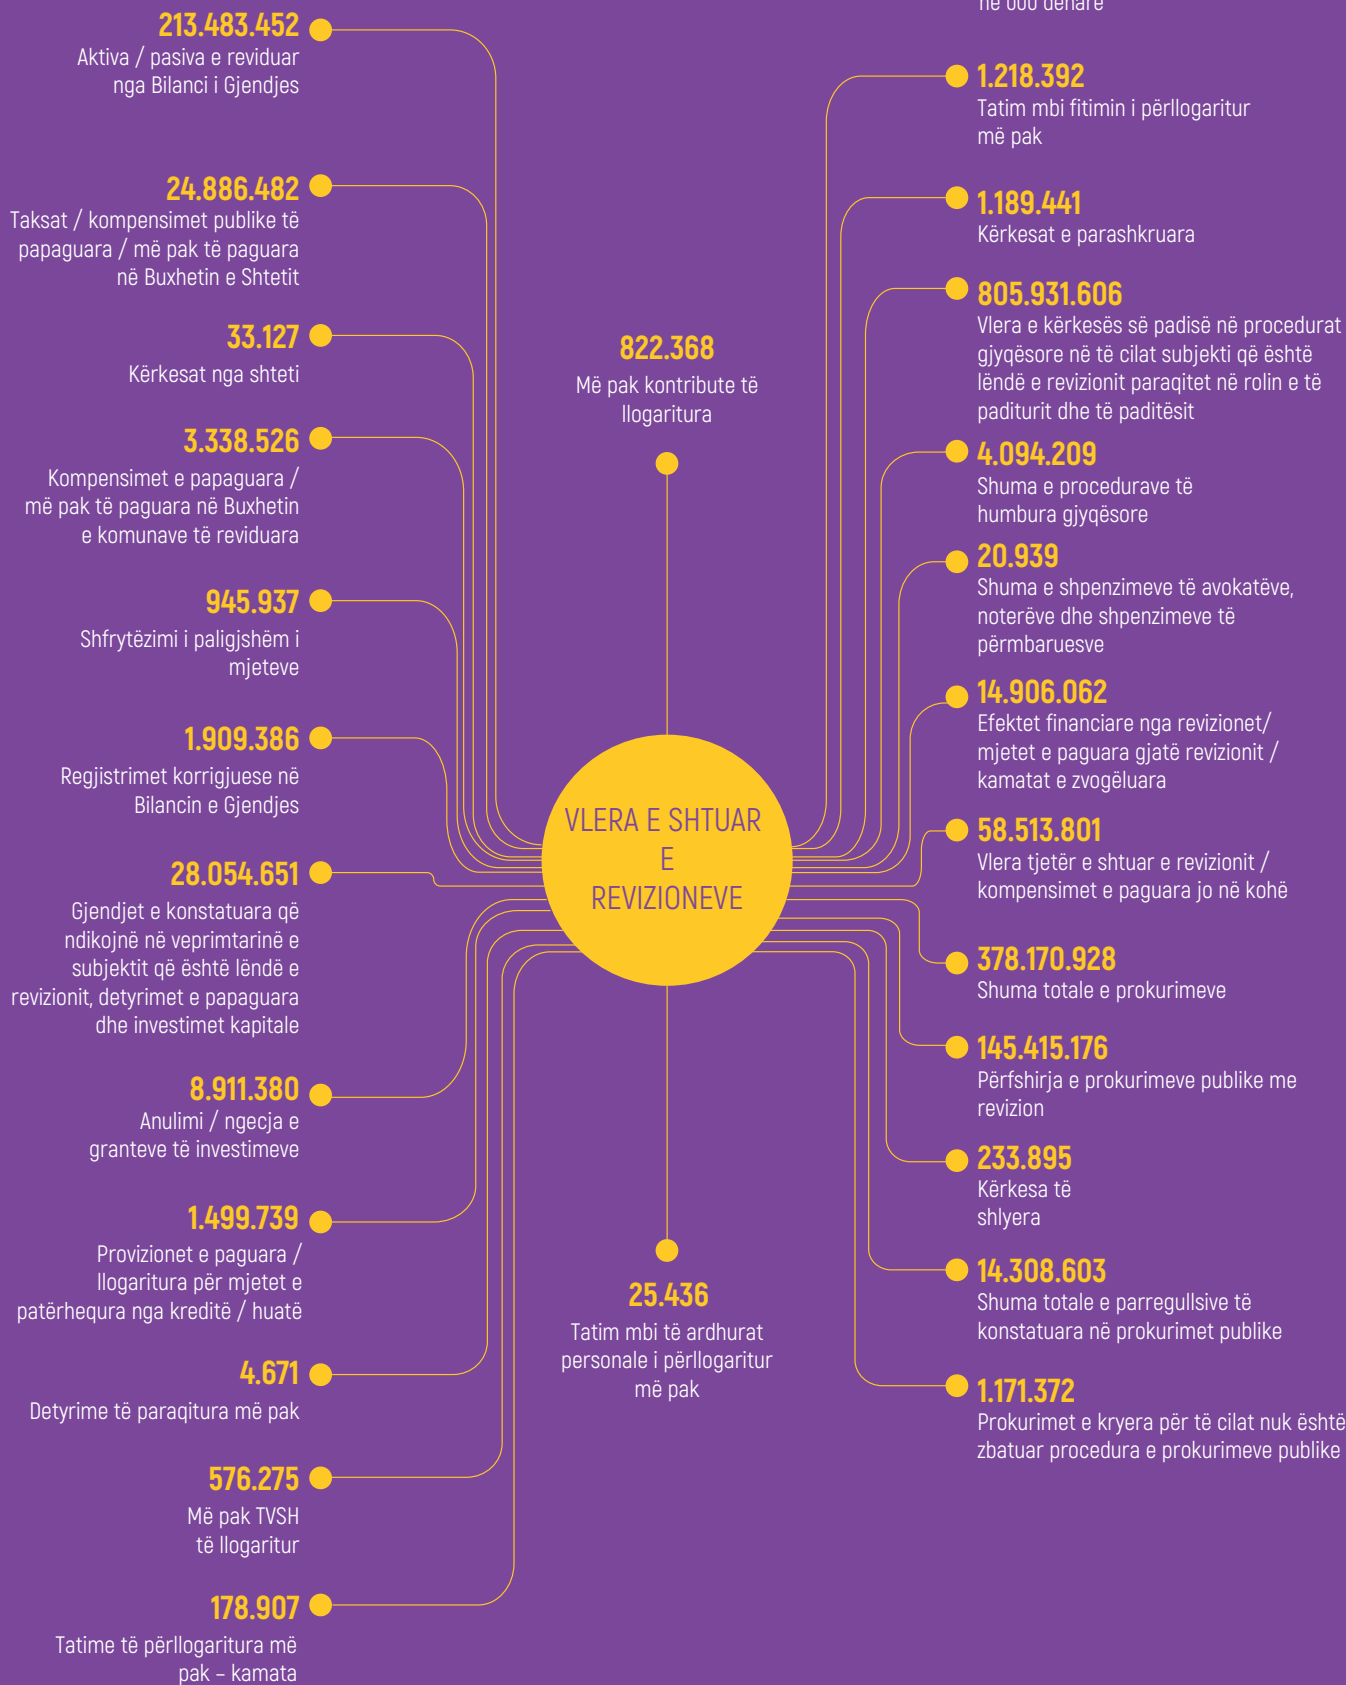 në 000 denarë
213.483.452
Aktiva / pasiva e reviduar
nga Bilanci i Gjendjes
24.886.482
Taksat / kompensimet publike të
papaguara / më pak të paguara
në Buxhetin e Shtetit
33.127
Kërkesat nga shteti
3.338.526
Kompensimet e papaguara /
më pak të paguara në Buxhetin
e komunave të reviduara
945.937
Shfrytëzimi i paligjshëm i
mjeteve
1.909.386
Regjistrimet korrigjuese në
Bilancin e Gjendjes
28.054.651
Gjendjet e konstatuara që
ndikojnë në veprimtarinë e
subjektit që është lëndë e
revizionit, detyrimet e papaguara
dhe investimet kapitale
8.911.380
Anulimi / ngecja e
granteve të investimeve
1.499.739
Provizionet e paguara /
llogaritura për mjetet e
patërhequra nga kreditë / huatë
4.671
Detyrime të paraqitura më pak
576.275
Më pak TVSH
të llogaritur
178.907
Tatime të përllogaritura më
pak – kamata
822.368
Më pak kontribute të
llogaritura
VLERA E SHTUAR
E
REVIZIONEVE
25.436
Tatim mbi të ardhurat
personale i përllogaritur
më pak
1.218.392
Tatim mbi fitimin i përllogaritur
më pak
1.189.441
Kërkesat e parashkruara
805.931.606
Vlera e kërkesës së padisë në procedurat
gjyqësore në të cilat subjekti që është
lëndë e revizionit paraqitet në rolin e të
paditurit dhe të paditësit
4.094.209
Shuma e procedurave të
humbura gjyqësore
20.939
Shuma e shpenzimeve të avokatëve,
noterëve dhe shpenzimeve të
përmbaruesve
14.906.062
Efektet financiare nga revizionet/
mjetet e paguara gjatë revizionit /
kamatat e zvogëluara
58.513.801
Vlera tjetër e shtuar e revizionit /
kompensimet e paguara jo në kohë
378.170.928
Shuma totale e prokurimeve
145.415.176
Përfshirja e prokurimeve publike me
revizion
233.895
Kërkesa të
shlyera
14.308.603
Shuma totale e parregullsive të
konstatuara në prokurimet publike
1.171.372
Prokurimet e kryera për të cilat nuk është
zbatuar procedura e prokurimeve publike